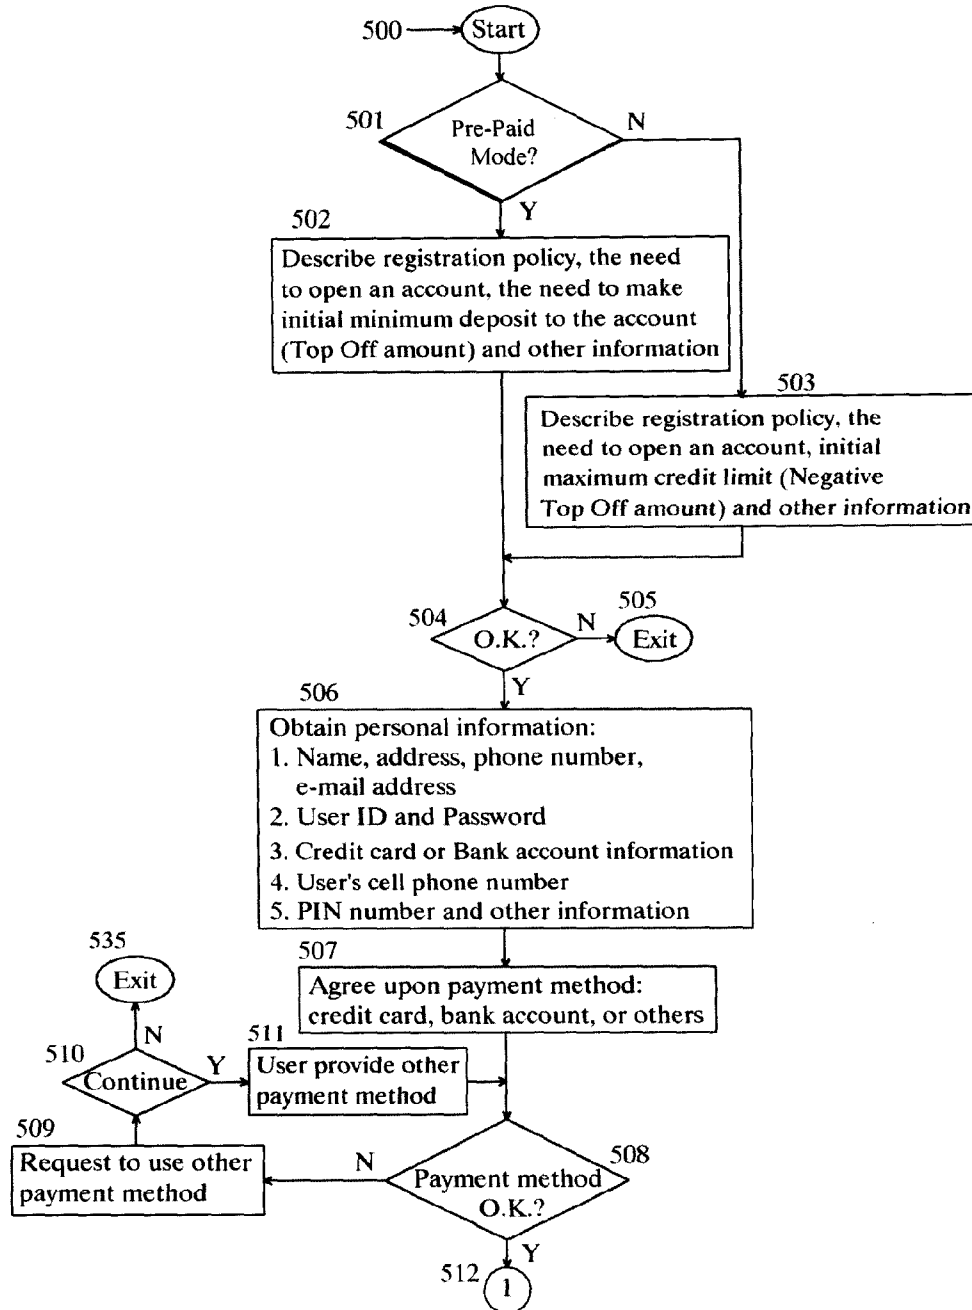 500
Start
501
Pre-Paid
Mode?
N
Y
502
Describe registration policy, the need
to open an account, the need to make
initial minimum deposit to the account
(Top Off amount) and other information
503
Describe registration policy, the
need to open an account, initial
maximum credit limit (Negative
Top Off amount) and other information
504
O.K.?
N
505
Exit
Y
506
Obtain personal information:
1. Name, address, phone number,
e-mail address
2. User ID and Password
3. Credit card or Bank account information
4. User's cell phone number
5. PIN number and other information
507
Agree upon payment method:
credit card, bank account, or others
535
Exit
N
510
Continue
Y
511
User provide other
payment method
509
Request to use other
payment method
N
508
Payment method
O.K.?
Y
512
1